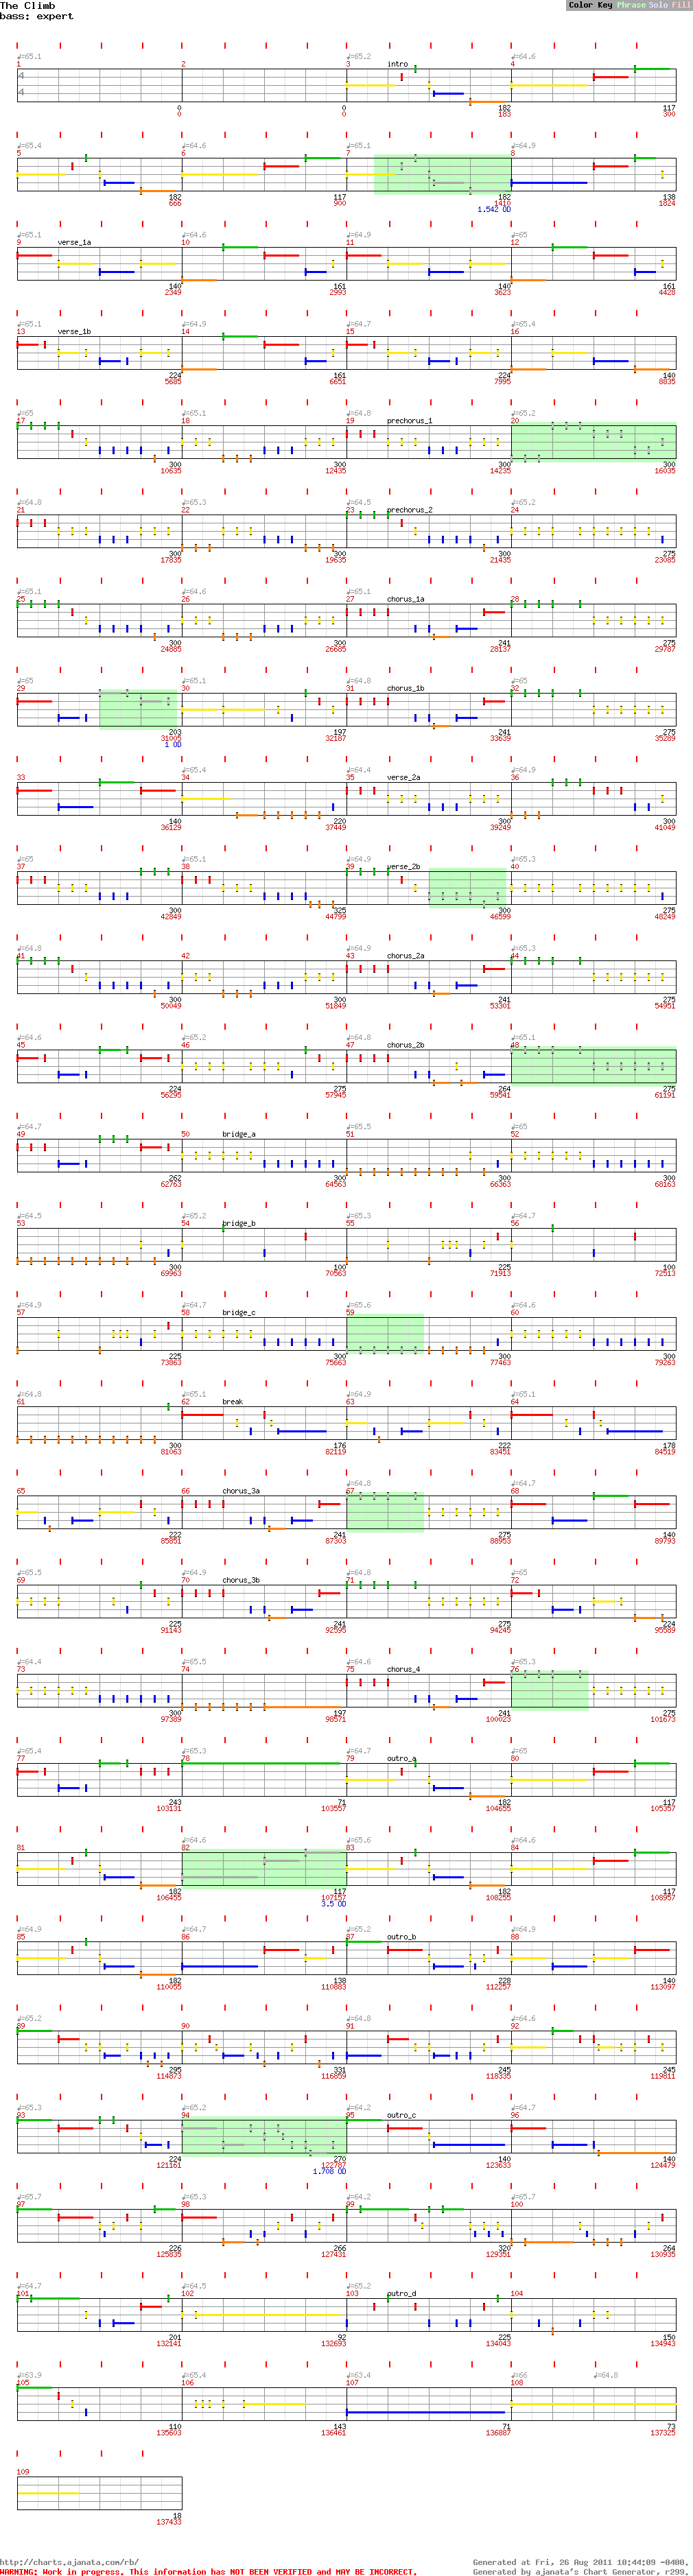 The Climb
bass: expert
Color Key Phrase Solo Fill
♩=65.1 ♩=65.2 ♩=64.6
1 2 3 intro 4
0 0 182 117
0 0 183 300
♩=65.4 ♩=64.6 ♩=65.1 ♩=64.9
5 6 7 8
182 117 182 138
666 900 1410 1824
1.542 OD
♩=65.1 ♩=64.6 ♩=64.9 ♩=65
9 verse_1a 10 11 12
140 161 140 161
2349 2993 3623 4428
♩=65.1 ♩=64.9 ♩=64.7 ♩=65.4
13 verse_1b 14 15 16
224 161 224 140
5685 6651 7995 8835
♩=65 ♩=65.1 ♩=64.8 ♩=65.2
17 18 19 prechorus_1 20
300 300 300 300
10635 12435 14235 16035
♩=64.8 ♩=65.3 ♩=64.5 ♩=65.2
21 22 23 prechorus_2 24
300 300 300 275
17835 19635 21435 23085
♩=65.1 ♩=64.6 ♩=65.1
25 26 27 chorus_1a 28
300 300 241 275
24885 26685 28137 29787
♩=65 ♩=65.1 ♩=64.8 ♩=65
29 30 31 chorus_1b 32
203 197 241 275
31005 32187 33639 35289
1 OD
♩=65.4 ♩=64.4 ♩=64.9
33 34 35 verse_2a 36
140 220 300 300
36129 37449 39249 41049
♩=65 ♩=65.1 ♩=64.9 ♩=65.3
37 38 39 verse_2b 40
300 325 300 275
42849 44799 46599 48249
♩=64.8 ♩=64.9 ♩=65.3
41 42 43 chorus_2a 44
300 300 241 275
50049 51849 53301 54951
♩=64.6 ♩=65.2 ♩=64.8 ♩=65.1
45 46 47 chorus_2b 48
224 275 264 275
56295 57945 59541 61191
♩=64.7 ♩=65.5 ♩=65
49 50 bridge_a 51 52
262 300 300 300
62763 64563 66363 68163
♩=64.5 ♩=65.2 ♩=65.3 ♩=64.7
53 54 bridge_b 55 56
300 100 225 100
69963 70563 71913 72513
♩=64.9 ♩=64.7 ♩=65.6 ♩=64.6
57 58 bridge_c 59 60
225 300 300 300
73863 75663 77463 79263
♩=64.8 ♩=64.9 ♩=65.1
61 62 break 63 64
300 176 222 178
81063 82119 83451 84519
♩=64.8 ♩=64.7
65 66 chorus_3a 67 68
222 241 275 140
85851 87303 88953 89793
♩=65.5 ♩=64.9 ♩=64.8 ♩=65
69 70 chorus_3b 71 72
225 241 275 224
91143 92595 94245 95589
♩=64.4 ♩=65.5 ♩=64.6 ♩=65.3
73 74 75 chorus_4 76
300 197 241 275
97389 98571 100023 101673
♩=65.4 ♩=65.3 ♩=64.7 ♩=65
77 78 79 outro_a 80
243 71 182 117
103131 103557 104655 105357
♩=64.6 ♩=65.6
81 82 83 84
182 117 182 117
106455 107157 108255 108957
3.5 OD
♩=64.9 ♩=64.7 ♩=65.2 ♩=64.9
85 86 87 outro_b 88
182 138 228 140
110055 110883 112257 113097
♩=65.2 ♩=64.8 ♩=64.6
89 90 91 92
295 331 245 245
114873 116859 118335 119811
♩=65.3 ♩=65.2 ♩=64.2 ♩=64.7
93 94 95 outro_c 96
224 270 140 140
121161 122787 123633 124479
1.708 OD
♩=65.7 ♩=65.3 ♩=64.2 ♩=65.7
97 98 99 100
226 266 320 264
125835 127431 129351 130935
♩=64.7 ♩=64.5 ♩=65.2
101 102 103 outro_d 104
201 92 225 150
132141 132693 134043 134943
♩=63.9 ♩=65.4 ♩=63.4 ♩=66 ♩=64.8
105 106 107 108
110 143 71 73
135603 136461 136887 137325
109
18
137433
http://charts.ajanata.com/rb/ Generated at Fri, 26 Aug 2011 18:44:09 -0400.
WARNING: Work in progress. This information has NOT BEEN VERIFIED and MAY BE INCORRECT. Generated by ajanata's Chart Generator, r299.